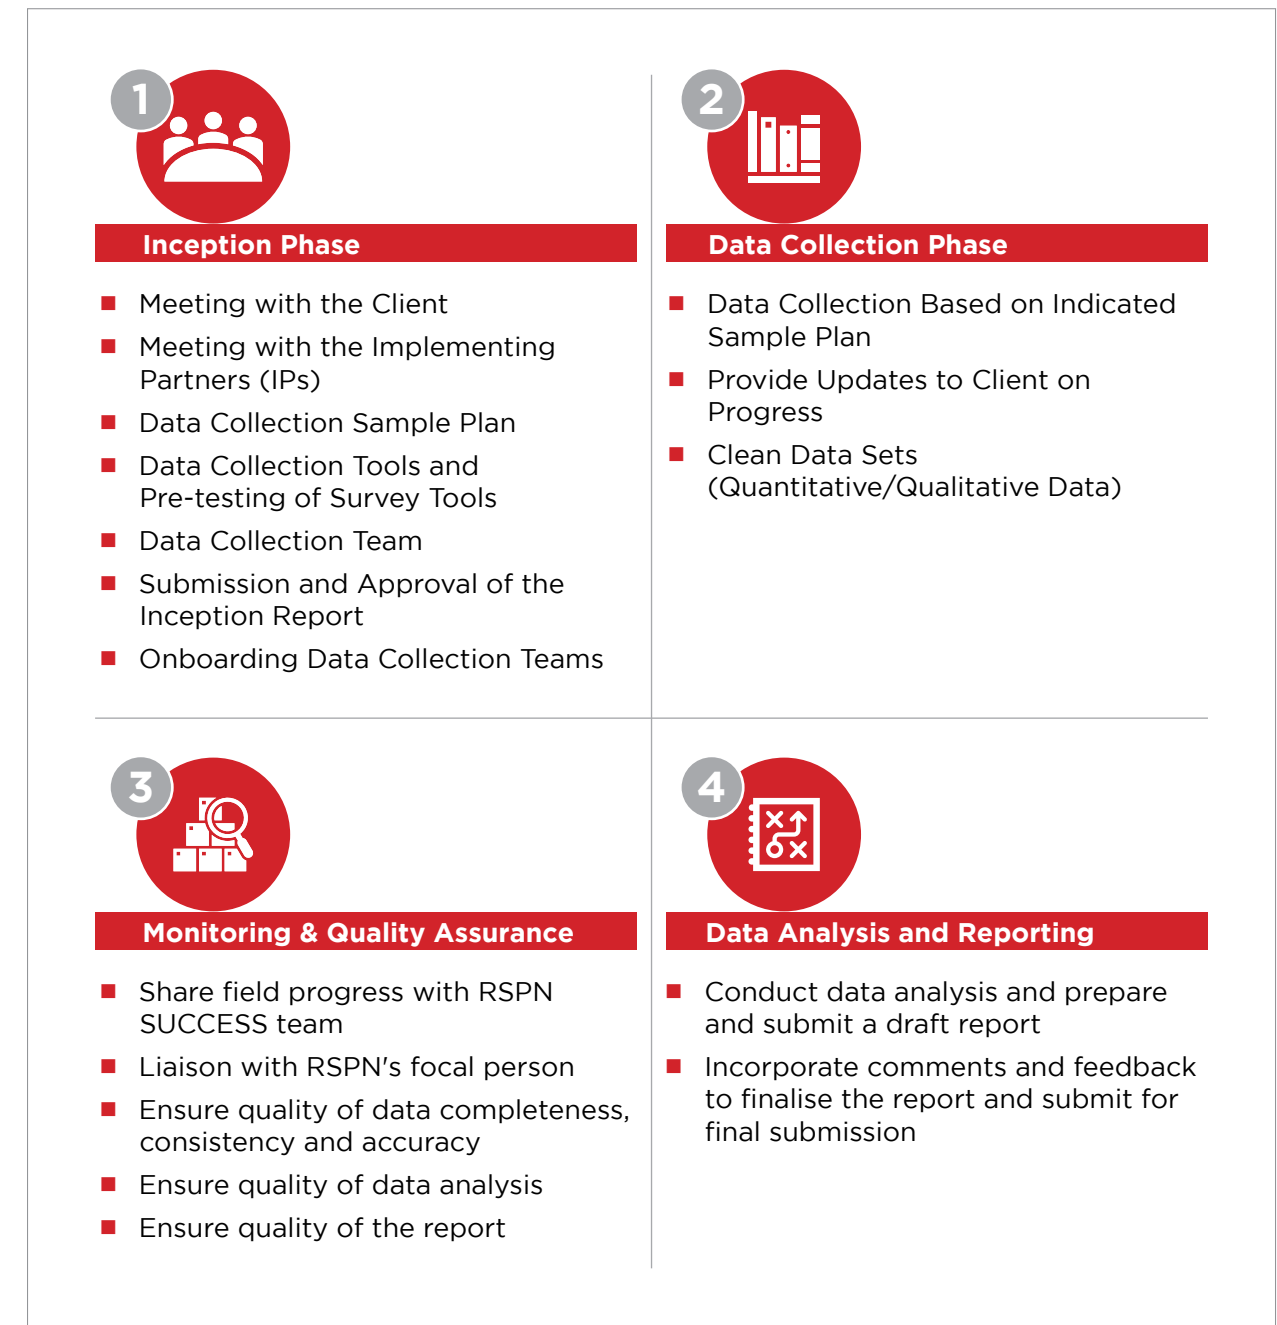 1
Inception Phase
Meeting with the Client
Meeting with the Implementing
Partners (IPs)
Data Collection Sample Plan
Data Collection Tools and
Pre-testing of Survey Tools
Data Collection Team
Submission and Approval of the
Inception Report
Onboarding Data Collection Teams
2
Data Collection Phase
Data Collection Based on Indicated
Sample Plan
Provide Updates to Client on
Progress
Clean Data Sets
(Quantitative/Qualitative Data)
3
Monitoring & Quality Assurance
Share field progress with RSPN
SUCCESS team
Liaison with RSPN's focal person
Ensure quality of data completeness,
consistency and accuracy
Ensure quality of data analysis
Ensure quality of the report
4
Data Analysis and Reporting
Conduct data analysis and prepare
and submit a draft report
Incorporate comments and feedback
to finalise the report and submit for
final submission